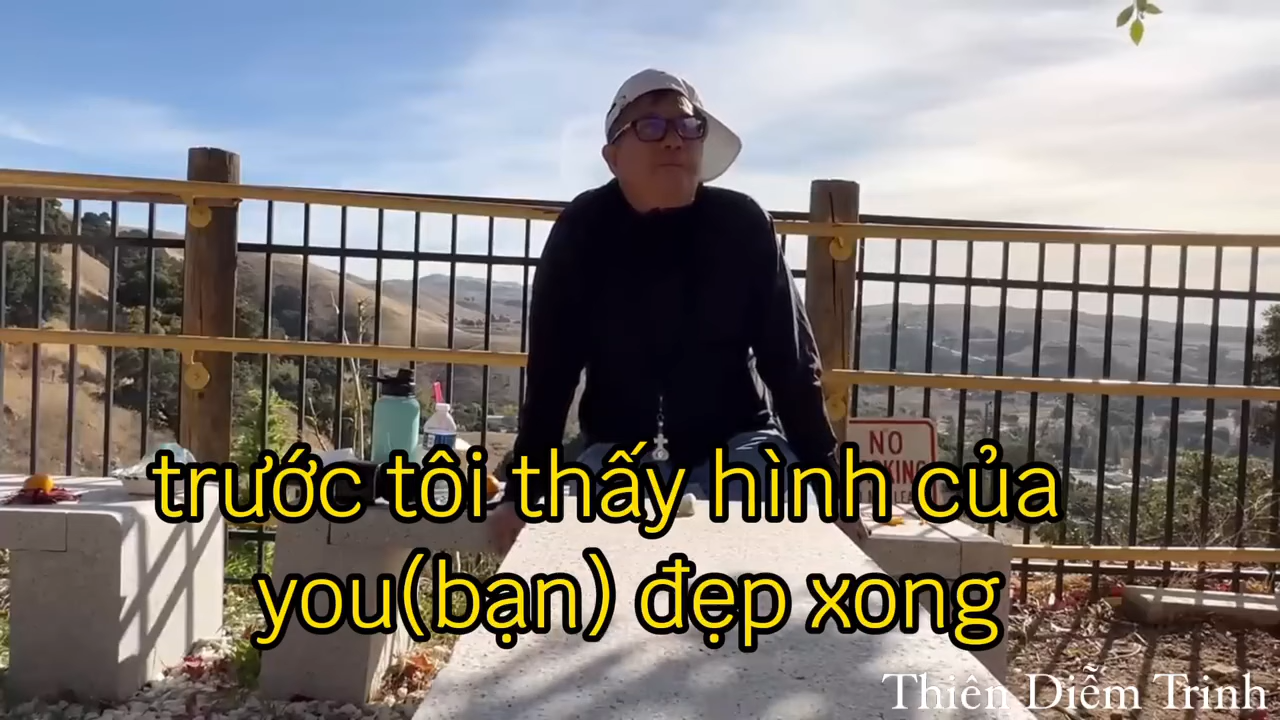 NO
trước tôi thấy hình của
you(bạn) đẹp xong
Thiên Diễm Trinh